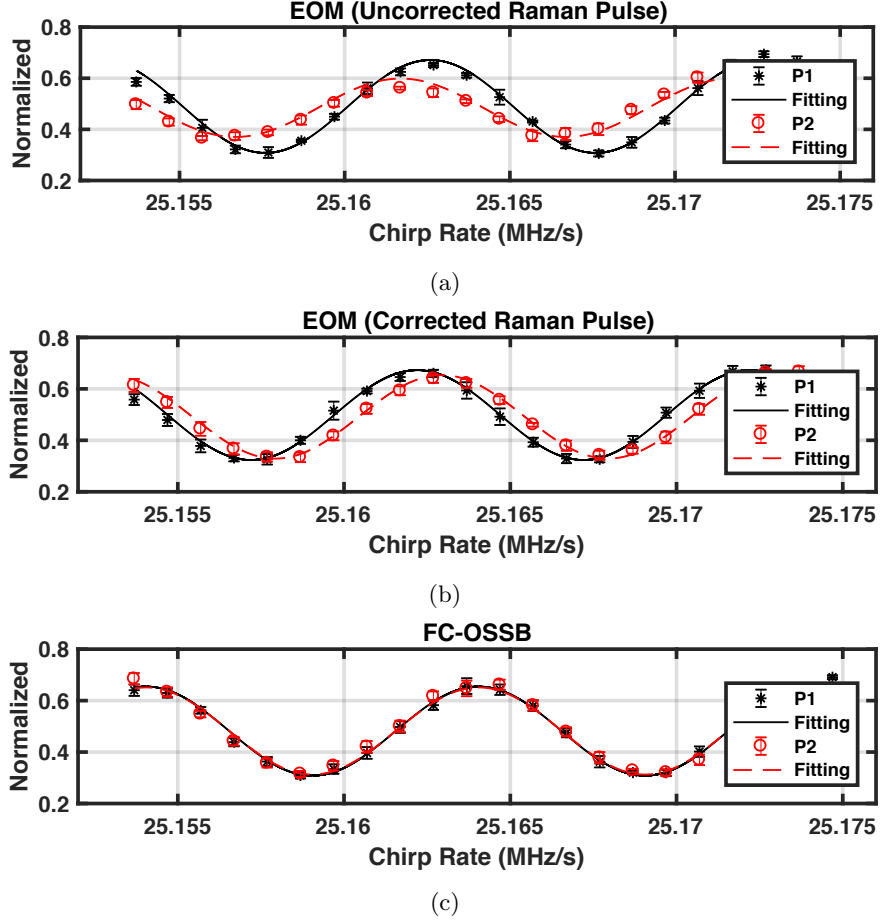 EOM (Uncorrected Raman Pulse)
Normalized
0.8
0.6
0.4
0.2
P1
Fitting
P2
Fitting
25.155
25.16
25.165
25.17
25.175
Chirp Rate (MHz/s)
(a)
EOM (Corrected Raman Pulse)
Normalized
0.8
0.6
0.4
0.2
P1
Fitting
P2
Fitting
25.155
25.16
25.165
25.17
25.175
Chirp Rate (MHz/s)
(b)
FC-OSSB
Normalized
0.8
0.6
0.4
0.2
P1
Fitting
P2
Fitting
25.155
25.16
25.165
25.17
25.175
Chirp Rate (MHz/s)
(c)